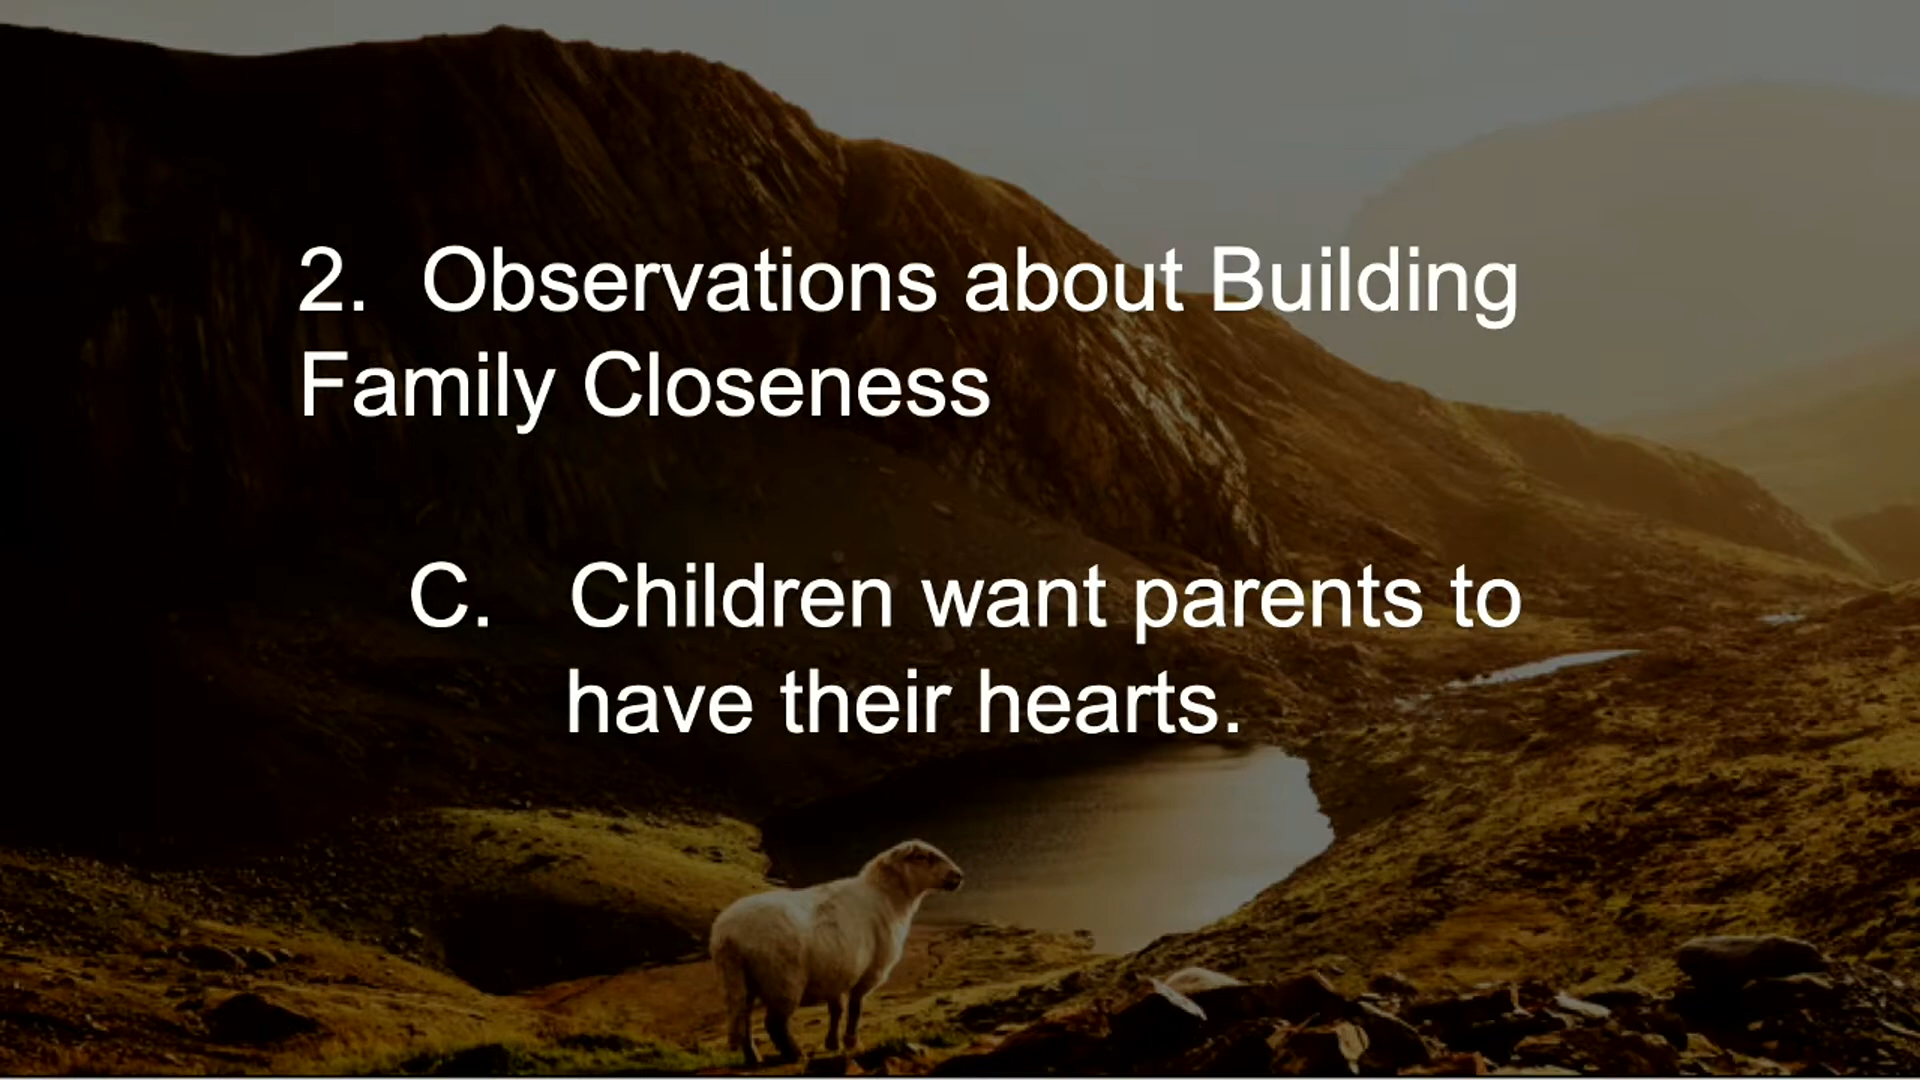 2. Observations about Building
Family Closeness
C. Children want parents to
have their hearts.